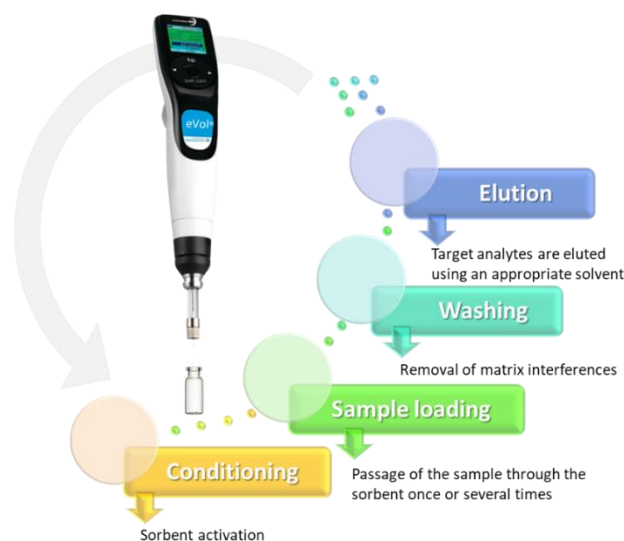 eVol
Elution
Target analytes are eluted
using an appropriate solvent
Washing
Removal of matrix interferences
Sample loading
Passage of the sample through the
sorbent once or several times
Conditioning
Sorbent activation